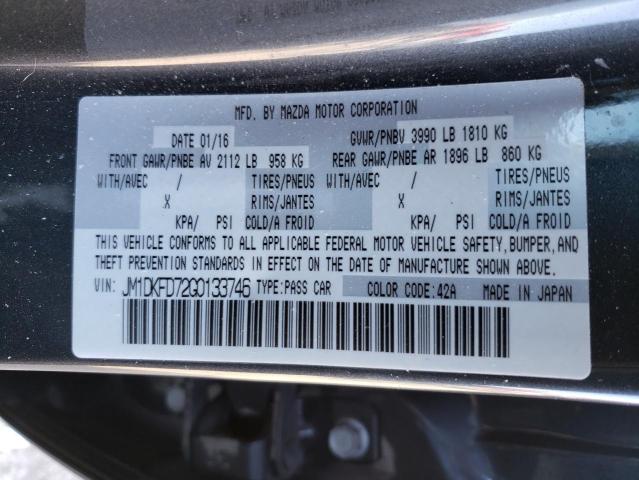 MFD. BY MAZDA MOTOR CORPORATION
DATE 01/16 GVWR/PNBV 3990 LB 1810 KG
FRONT GAWR/PNBE AV 2112 LB 958 KG REAR GAWR/PNBE AR 1896 LB 860 KG
WITH/AVEC / TIRES/PNEUS WITH/AVEC / TIRES/PNEUS
X RIMS/JANTES X RIMS/JANTES
KPA/ PSI COLD/A FROID KPA/ PSI COLD/A FROID
THIS VEHICLE CONFORMS TO ALL APPLICABLE FEDERAL MOTOR VEHICLE SAFETY, BUMPER, AND
THEFT PREVENTION STANDARDS IN EFFECT ON THE DATE OF MANUFACTURE SHOWN ABOVE.
VIN: JM1DKFD72G0133746 TYPE:PASS CAR COLOR CODE:42A MADE IN JAPAN